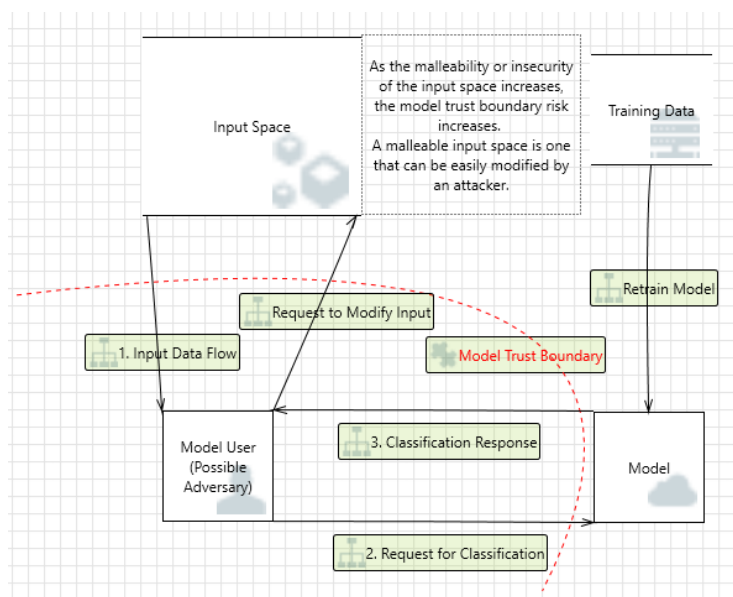 Input Space
As the malleability or insecurity
of the input space increases,
the model trust boundary risk
increases.
A malleable input space is one
that can be easily modified by
an attacker.
Training Data
Retrain Model
Request to Modify Input
1. Input Data Flow
Model Trust Boundary
Model User
(Possible
Adversary)
3. Classification Response
Model
2. Request for Classification